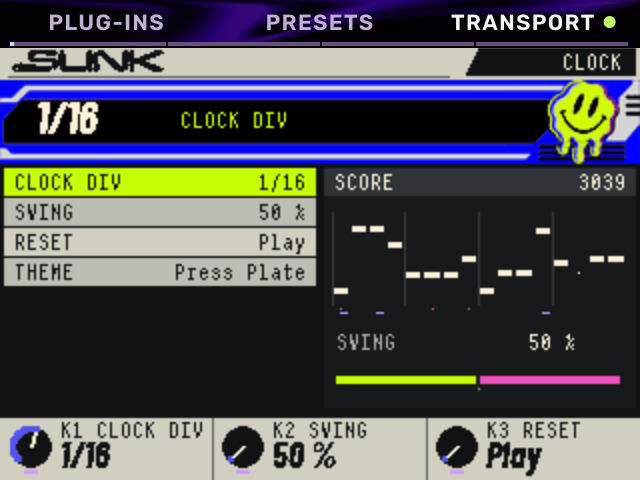 PLUG-INS PRESETS TRANSPORT
SLINK CLOCK
1/16 CLOCK DIV
CLOCK DIV 1/16
SWING 50 %
RESET Play
THEME Press Plate
SCORE 3039
SWING 50 %
K1 CLOCK DIV
1/16
K2 SWING
50 %
K3 RESET
Play